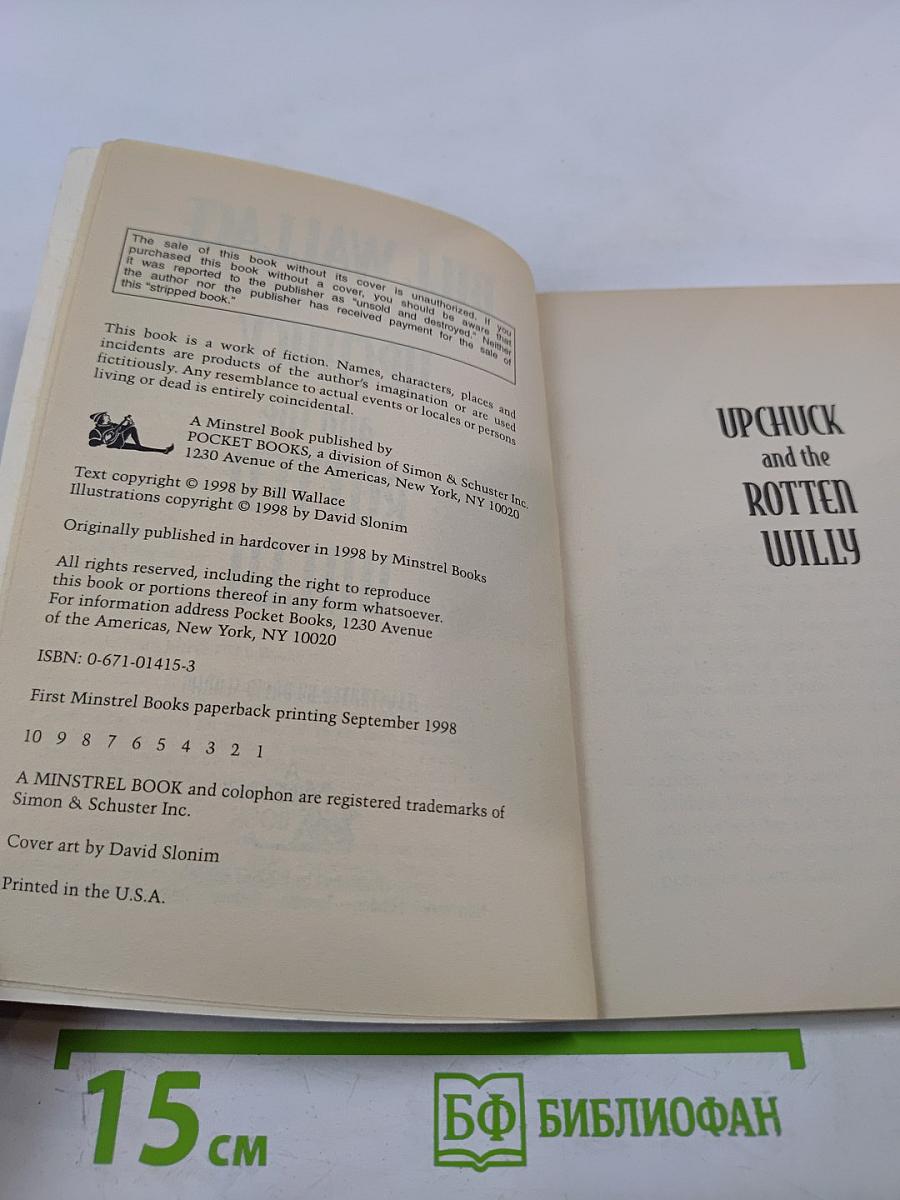 The sale of this book without its cover is unauthorized. If you
purchased this book without a cover, you should be aware that
it was reported to the publisher as "unsold and destroyed." Neither
the author nor the publisher has received payment for the sale of
this "stripped book."
This book is a work of fiction. Names, characters, places and
incidents are products of the author's imagination or are used
fictitiously. Any resemblance to actual events or locales or persons
living or dead is entirely coincidental.
A Minstrel Book published by
POCKET BOOKS, a division of Simon & Schuster Inc.
1230 Avenue of the Americas, New York, NY 10020
Text copyright © 1998 by Bill Wallace
Illustrations copyright © 1998 by David Slonim
Originally published in hardcover in 1998 by Minstrel Books
All rights reserved, including the right to reproduce
this book or portions thereof in any form whatsoever.
For information address Pocket Books, 1230 Avenue
of the Americas, New York, NY 10020
ISBN: 0-671-01415-3
First Minstrel Books paperback printing September 1998
10 9 8 7 6 5 4 3 2 1
A MINSTREL BOOK and colophon are registered trademarks of
Simon & Schuster Inc.
Cover art by David Slonim
Printed in the U.S.A.
UPCHUCK
and the
ROTTEN
WILLY
15 см
БФ БИБЛИОФАН